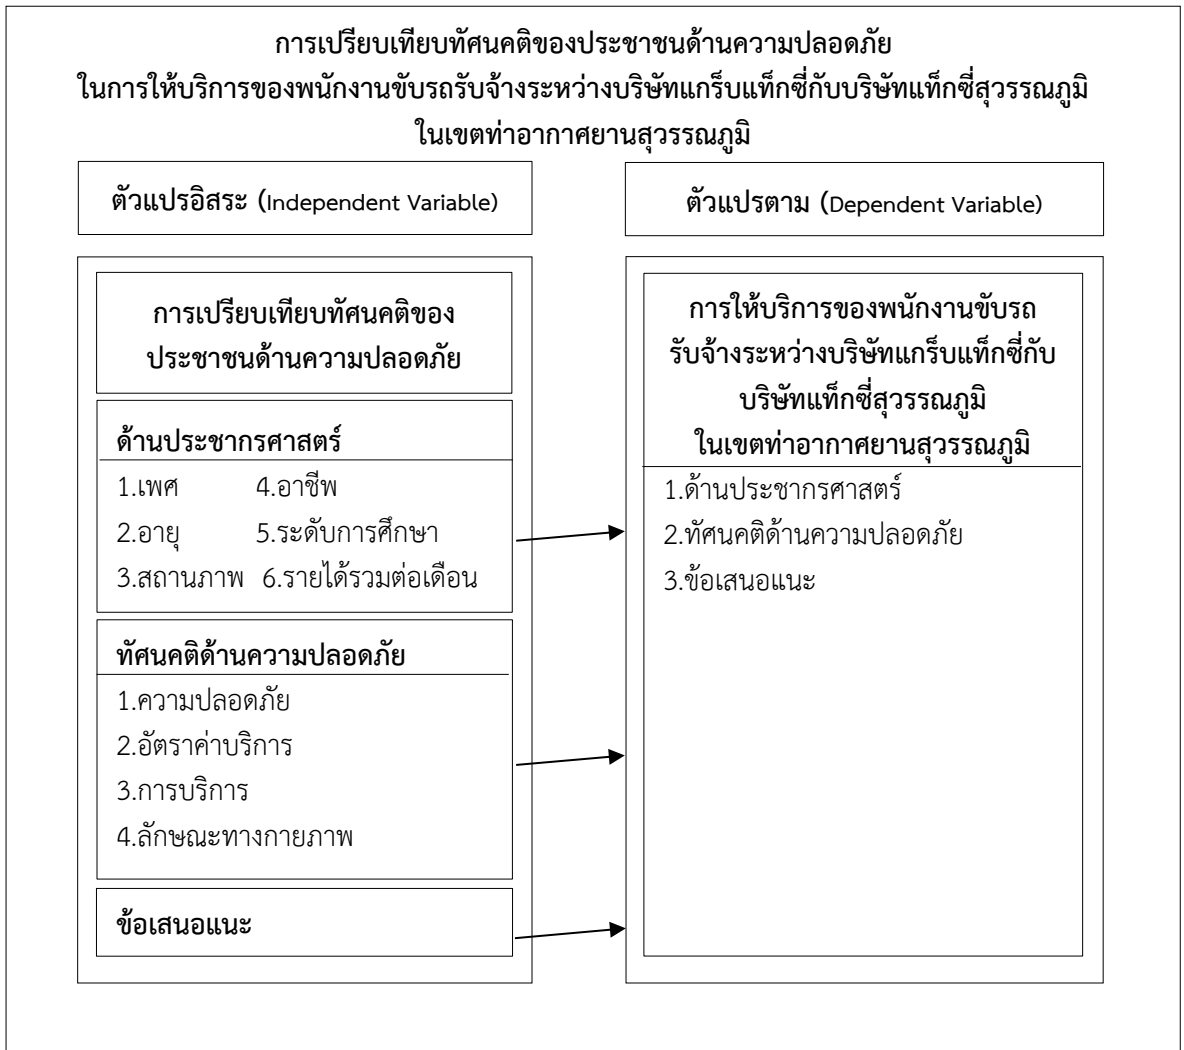 การเปรียบเทียบทัศนคติของประชาชนด้านความปลอดภัย
ในการให้บริการของพนักงานขับรถรับจ้างระหว่างบริษัทแกร็บแท็กซี่กับบริษัทแท็กซี่สุวรรณภูมิ
ในเขตท่าอากาศยานสุวรรณภูมิ
ตัวแปรอิสระ (Independent Variable)
การเปรียบเทียบทัศนคติของ
ประชาชนด้านความปลอดภัย
ด้านประชากรศาสตร์
1.เพศ 4.อาชีพ
2.อายุ 5.ระดับการศึกษา
3.สถานภาพ 6.รายได้รวมต่อเดือน
ทัศนคติด้านความปลอดภัย
1.ความปลอดภัย
2.อัตราค่าบริการ
3.การบริการ
4.ลักษณะทางกายภาพ
ข้อเสนอแนะ
ตัวแปรตาม (Dependent Variable)
การให้บริการของพนักงานขับรถ
รับจ้างระหว่างบริษัทแกร็บแท็กซี่กับ
บริษัทแท็กซี่สุวรรณภูมิ
ในเขตท่าอากาศยานสุวรรณภูมิ
1.ด้านประชากรศาสตร์
2.ทัศนคติด้านความปลอดภัย
3.ข้อเสนอแนะ